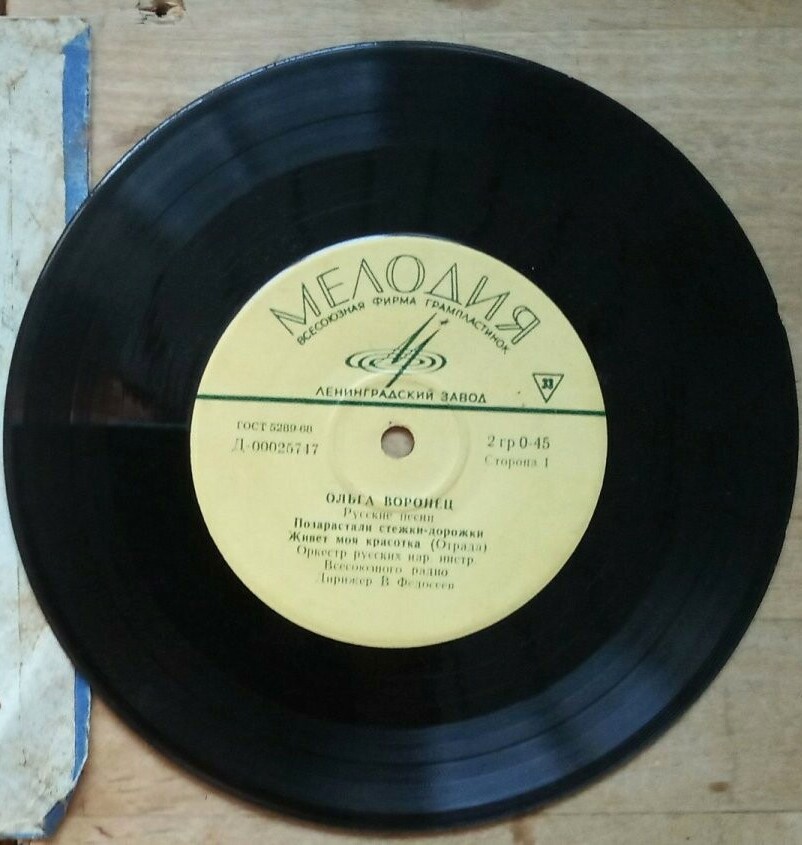 МЕЛОДИЯ
ВСЕСОЮЗНАЯ ФИРМА ГРАМПЛАСТИНОК
ЛЕНИНГРАДСКИЙ ЗАВОД
33
ГОСТ 5289-68
Д-00025747
2 гр 0-45
Сторона 1
ОЛЬГА ВОРОНЕЦ
Русские песни
Позарастали стежки-дорожки
Живет моя красотка (Отрада)
Оркестр русских нар инстр
Всесоюзного радио
Дирижер В Федосеев